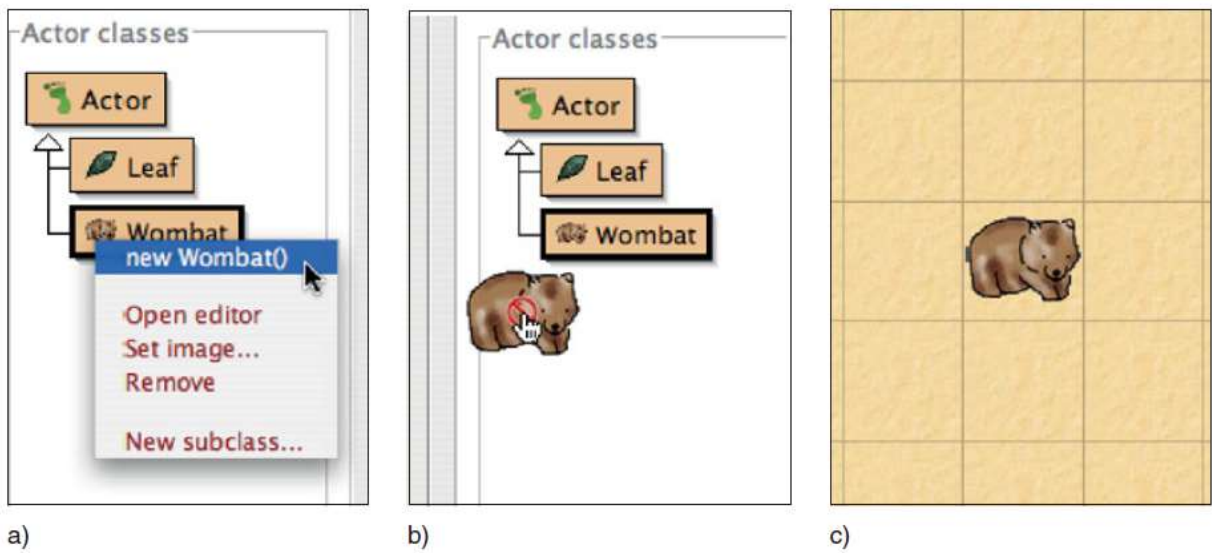 Actor classes
Actor
Leaf
Wombat
new Wombat()
Open editor
Set image...
Remove
New subclass...
a)
Actor classes
Actor
Leaf
Wombat
b)
c)